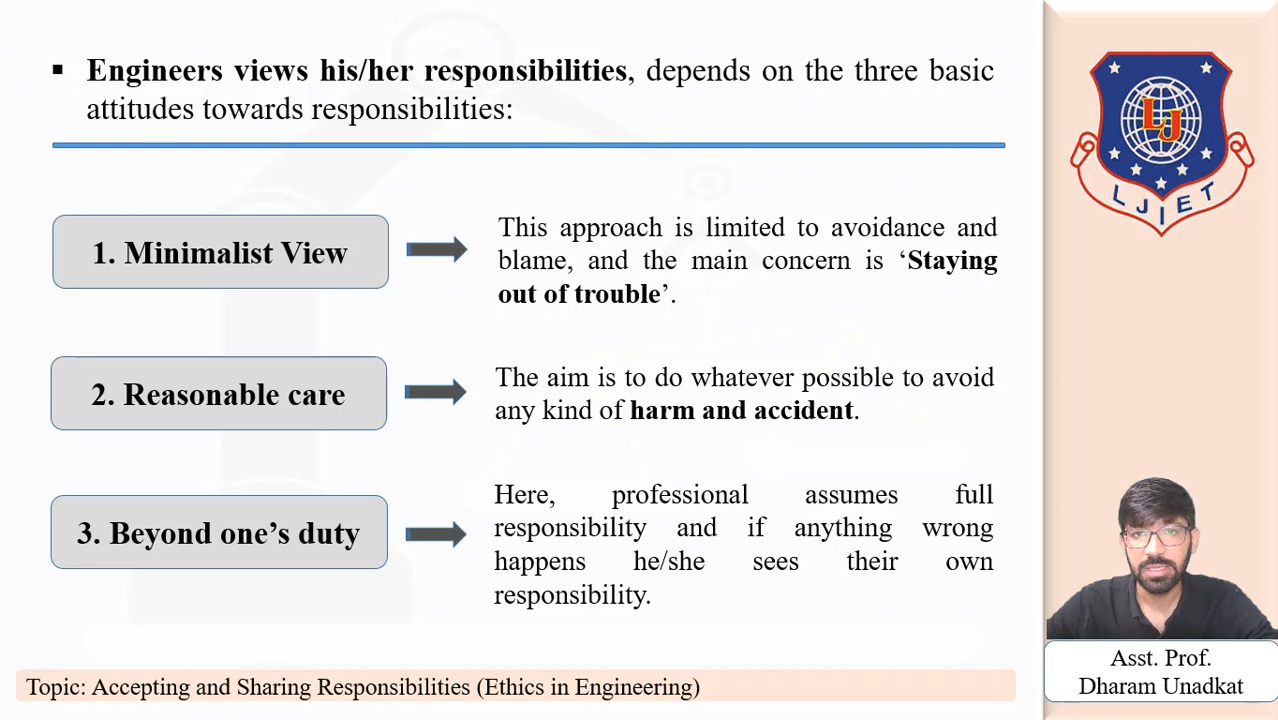 ▪ Engineers views his/her responsibilities, depends on the three basic
attitudes towards responsibilities:
1. Minimalist View
This approach is limited to avoidance and
blame, and the main concern is ‘Staying
out of trouble’.
2. Reasonable care
The aim is to do whatever possible to avoid
any kind of harm and accident.
3. Beyond one’s duty
Here, professional assumes full
responsibility and if anything wrong
happens he/she sees their own
responsibility.
Topic: Accepting and Sharing Responsibilities (Ethics in Engineering)
LJ
LJIET
Asst. Prof.
Dharam Unadkat